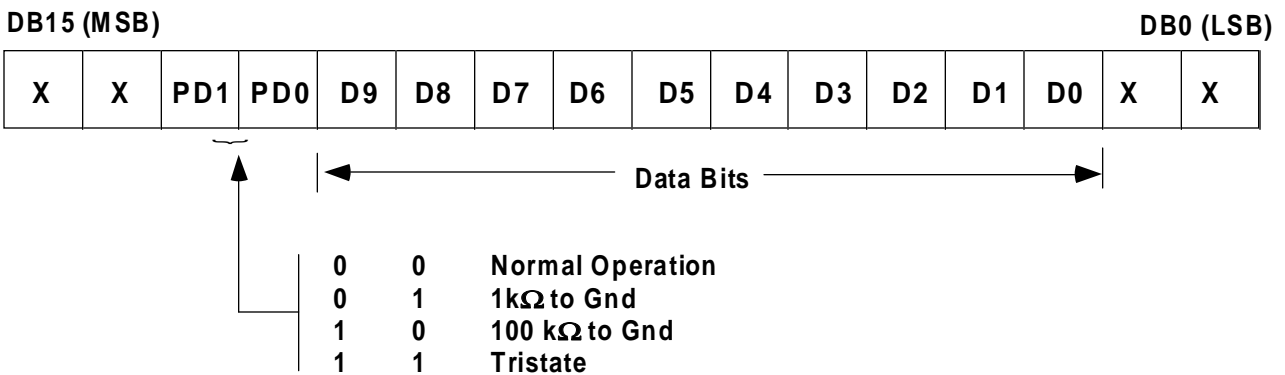 DB15 (MSB) DB0 (LSB)
X X PD1 PD0 D9 D8 D7 D6 D5 D4 D3 D2 D1 D0 X X
Data Bits
0 0 Normal Operation
0 1 1kΩ to Gnd
1 0 100 kΩ to Gnd
1 1 Tristate